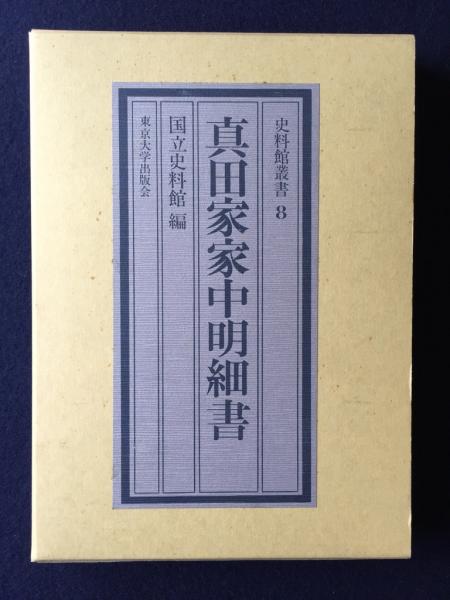 史料館叢書 8
真田家家中明細書
国立史料館 編
東京大学出版会